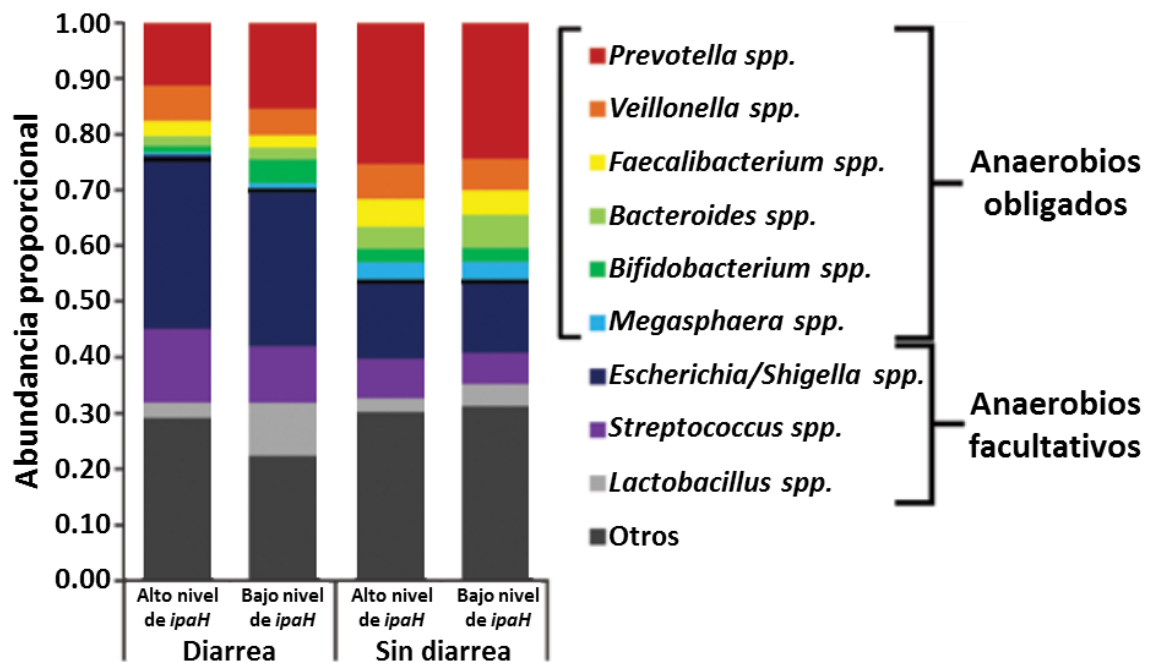 Abundancia proporcional
1.00
0.90
0.80
0.70
0.60
0.50
0.40
0.30
0.20
0.10
0.00
Alto nivel
de ipaH
Bajo nivel
de ipaH
Alto nivel
de ipaH
Bajo nivel
de ipaH
Diarrea
Sin diarrea
Prevotella spp.
Veillonella spp.
Faecalibacterium spp.
Bacteroides spp.
Bifidobacterium spp.
Megasphaera spp.
Escherichia/Shigella spp.
Streptococcus spp.
Lactobacillus spp.
Otros
Anaerobios
obligados
Anaerobios
facultativos